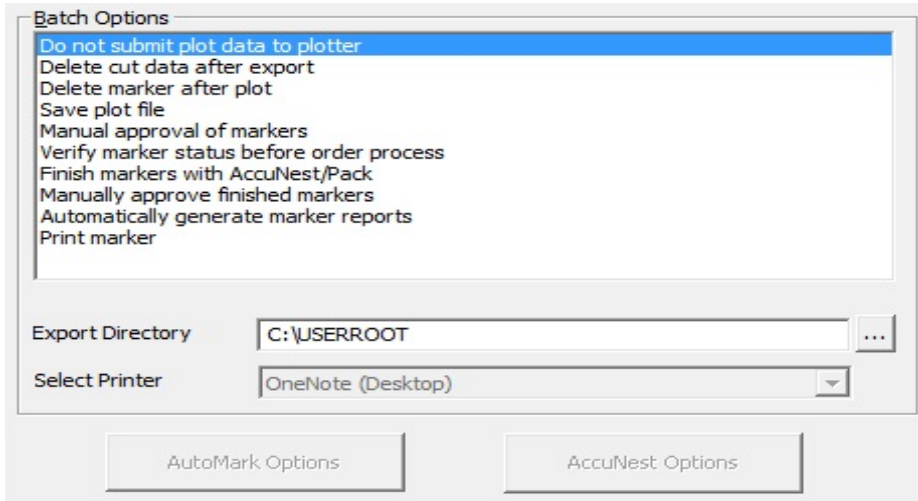 Batch Options
Do not submit plot data to plotter
Delete cut data after export
Delete marker after plot
Save plot file
Manual approval of markers
Verify marker status before order process
Finish markers with AccuNest/Pack
Manually approve finished markers
Automatically generate marker reports
Print marker
Export Directory C:\USERROOT ...
Select Printer OneNote (Desktop)
AutoMark Options AccuNest Options